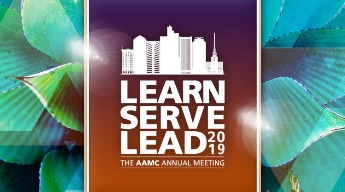 LEARN
SERVE
LEAD 2019
THE AAMC ANNUAL MEETING